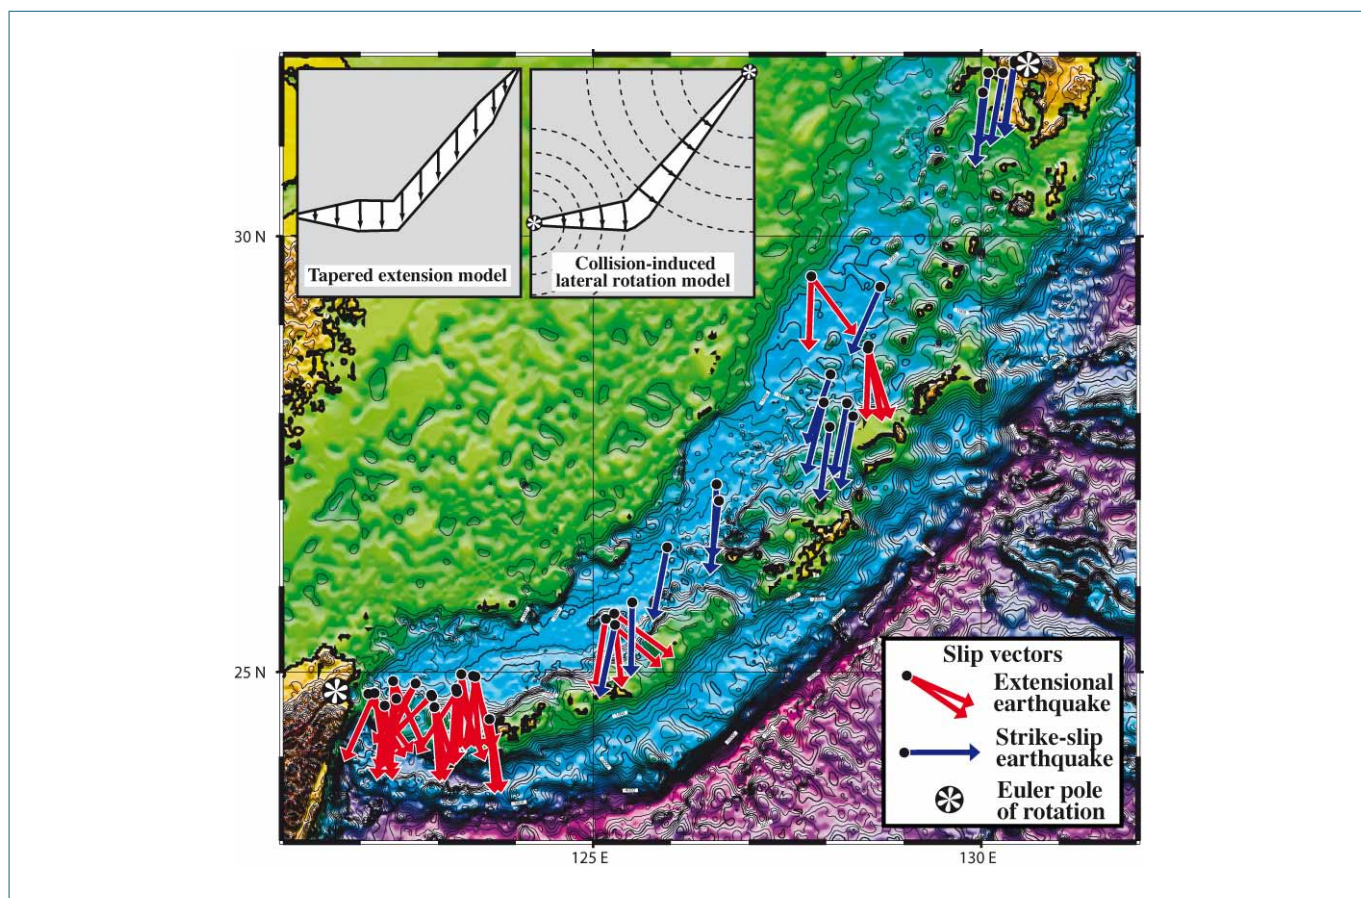 Tapered extension model
Collision-induced
lateral rotation model
30 N
25 N
Slip vectors
Extensional
earthquake
Strike-slip
earthquake
Euler pole
of rotation
125 E
130 E